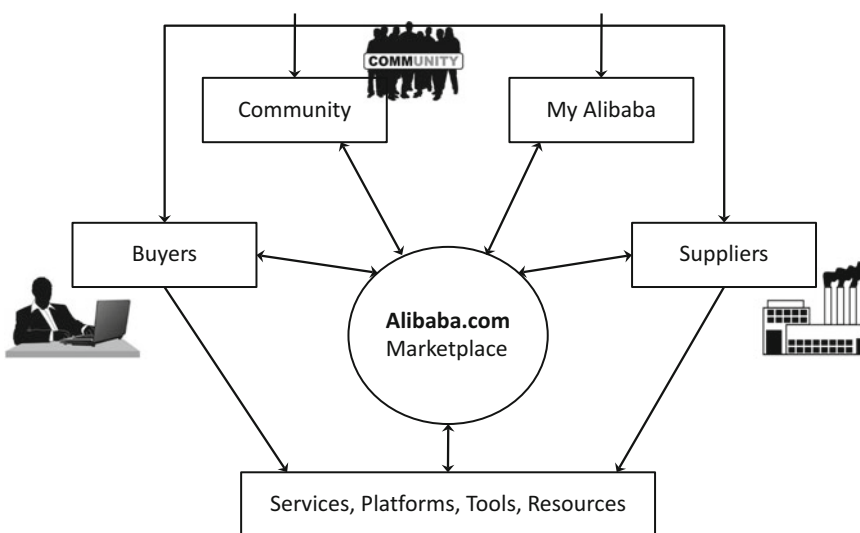 COMMUNITY
Community
My Alibaba
Buyers
Suppliers
Alibaba.com
Marketplace
Services, Platforms, Tools, Resources